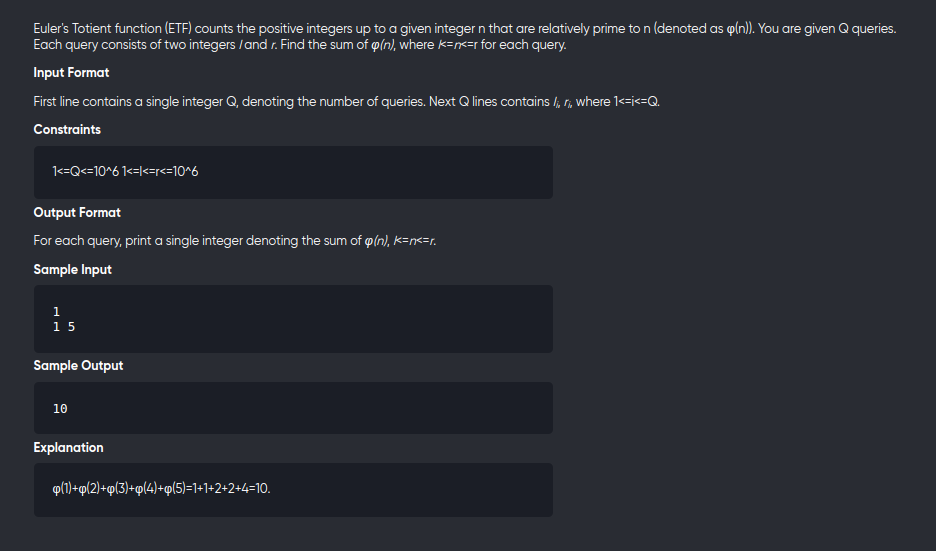 Euler's Totient function (ETF) counts the positive integers up to a given integer n that are relatively prime to n (denoted as φ(n)). You are given Q queries.
Each query consists of two integers l and r. Find the sum of φ(n), where l<=n<=r for each query.
Input Format
First line contains a single integer Q, denoting the number of queries. Next Q lines contains lᵢ, rᵢ, where 1<=i<=Q.
Constraints
1<=Q<=10^6 1<=l<=r<=10^6
Output Format
For each query, print a single integer denoting the sum of φ(n), l<=n<=r.
Sample Input
1
1 5
Sample Output
10
Explanation
φ(1)+φ(2)+φ(3)+φ(4)+φ(5)=1+1+2+2+4=10.